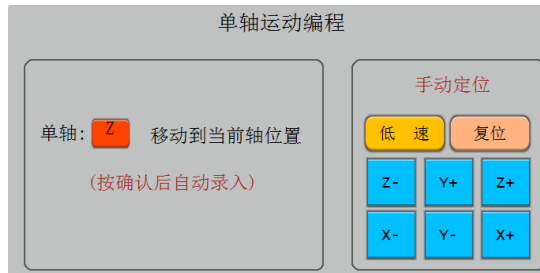 单轴运动编程
单轴: Z 移动到当前轴位置
(按确认后自动录入)
手动定位
低 速 复位
Z- Y+ Z+
X- Y- X+